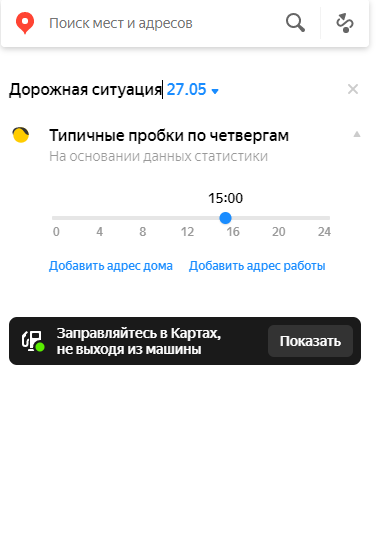 Поиск мест и адресов
Дорожная ситуация 27.05
Типичные пробки по четвергам
На основании данных статистики
15:00
0 4 8 12 16 20 24
Добавить адрес дома Добавить адрес работы
Заправляйтесь в Картах,
не выходя из машины
Показать